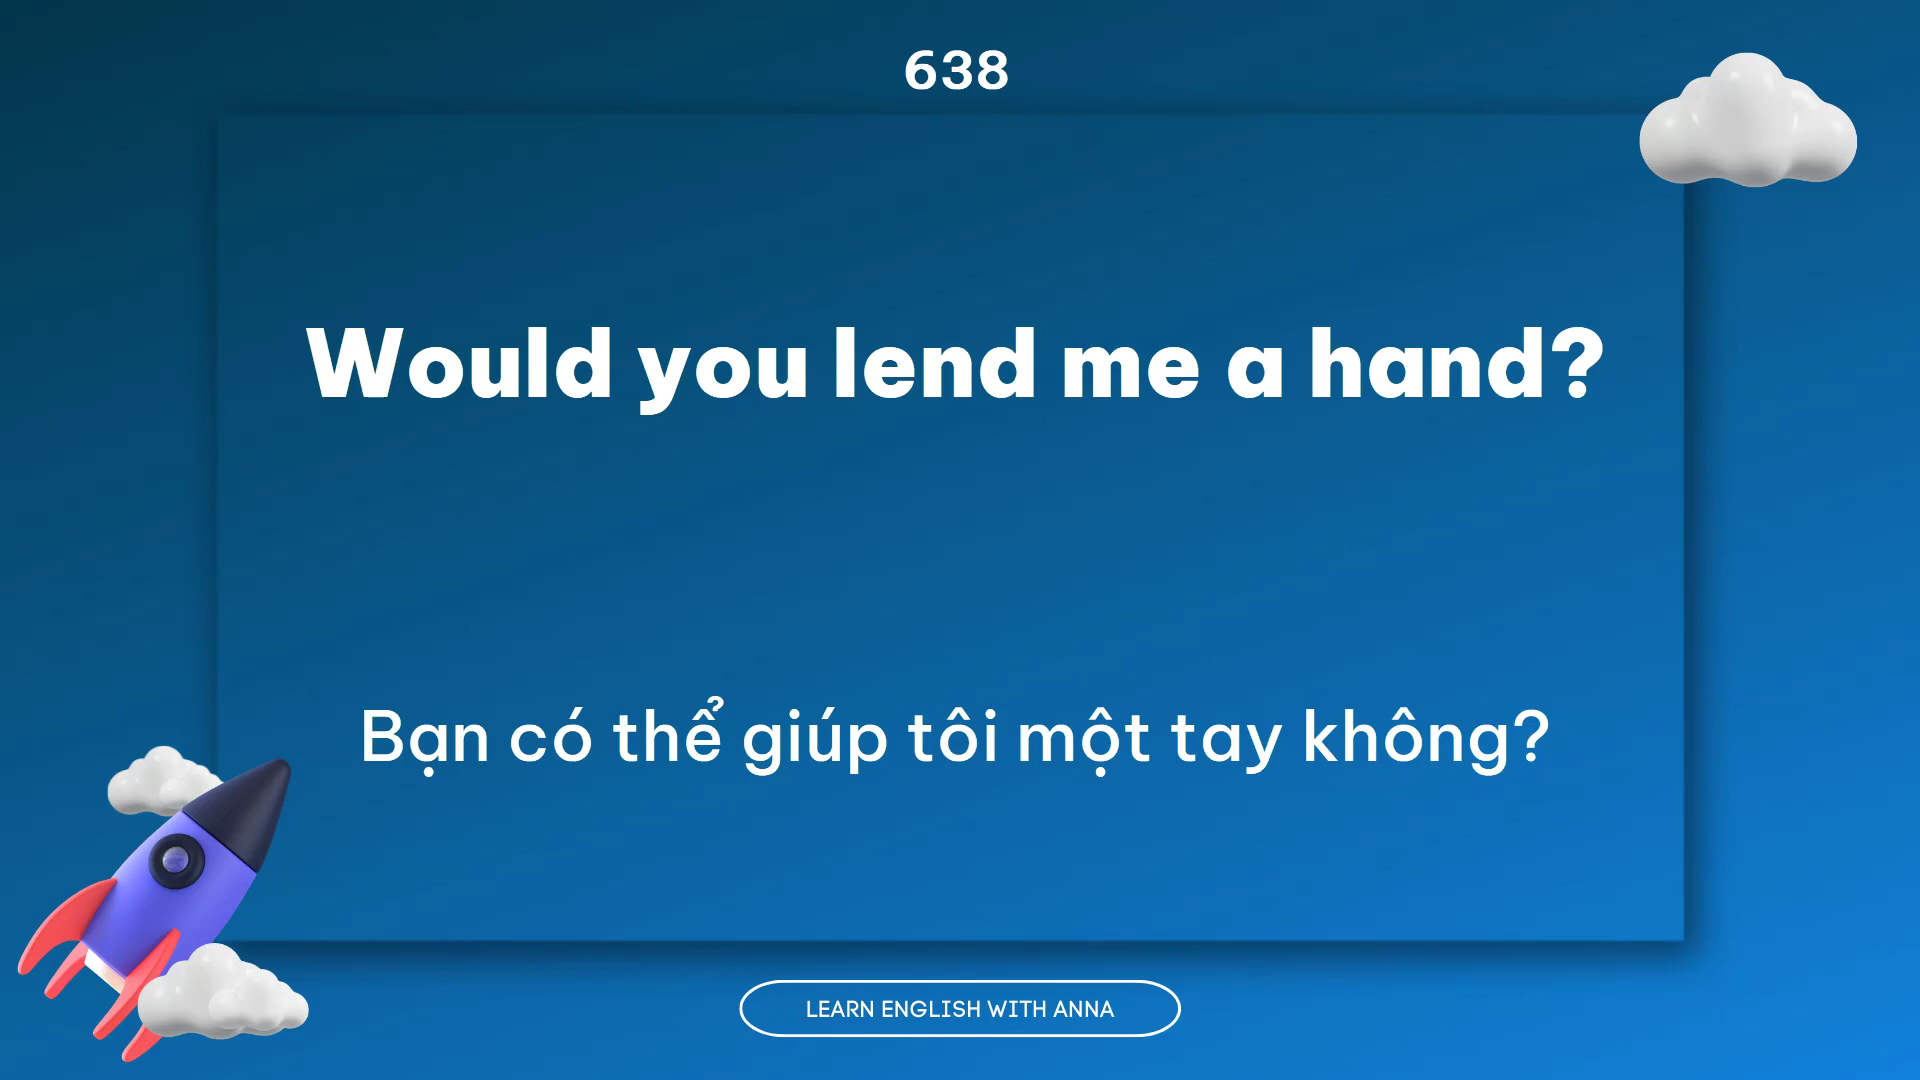 638
Would you lend me a hand?
Bạn có thể giúp tôi một tay không?
LEARN ENGLISH WITH ANNA